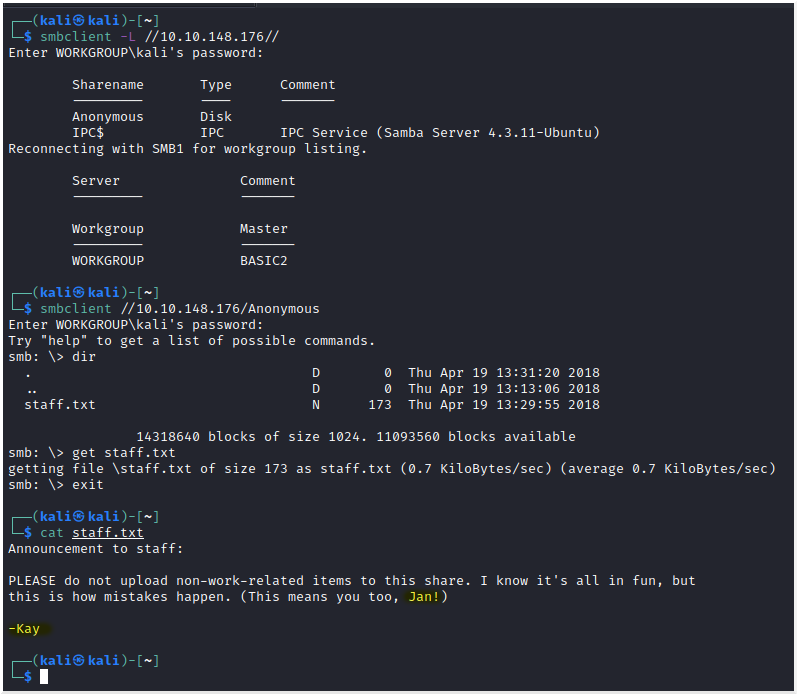 ┌──(kali㉿kali)-[~]
└─$ smbclient -L //10.10.148.176//
Enter WORKGROUP\kali's password:
Sharename Type Comment
--------- ---- -------
Anonymous Disk
IPC$ IPC IPC Service (Samba Server 4.3.11-Ubuntu)
Reconnecting with SMB1 for workgroup listing.
Server Comment
--------- -------
Workgroup Master
--------- -------
WORKGROUP BASIC2
┌──(kali㉿kali)-[~]
└─$ smbclient //10.10.148.176/Anonymous
Enter WORKGROUP\kali's password:
Try "help" to get a list of possible commands.
smb: \> dir
. D 0 Thu Apr 19 13:31:20 2018
.. D 0 Thu Apr 19 13:13:06 2018
staff.txt N 173 Thu Apr 19 13:29:55 2018
14318640 blocks of size 1024. 11093560 blocks available
smb: \> get staff.txt
getting file \staff.txt of size 173 as staff.txt (0.7 KiloBytes/sec) (average 0.7 KiloBytes/sec)
smb: \> exit
┌──(kali㉿kali)-[~]
└─$ cat staff.txt
Announcement to staff:
PLEASE do not upload non-work-related items to this share. I know it's all in fun, but
this is how mistakes happen. (This means you too, Jan!)
-Kay
┌──(kali㉿kali)-[~]
└─$